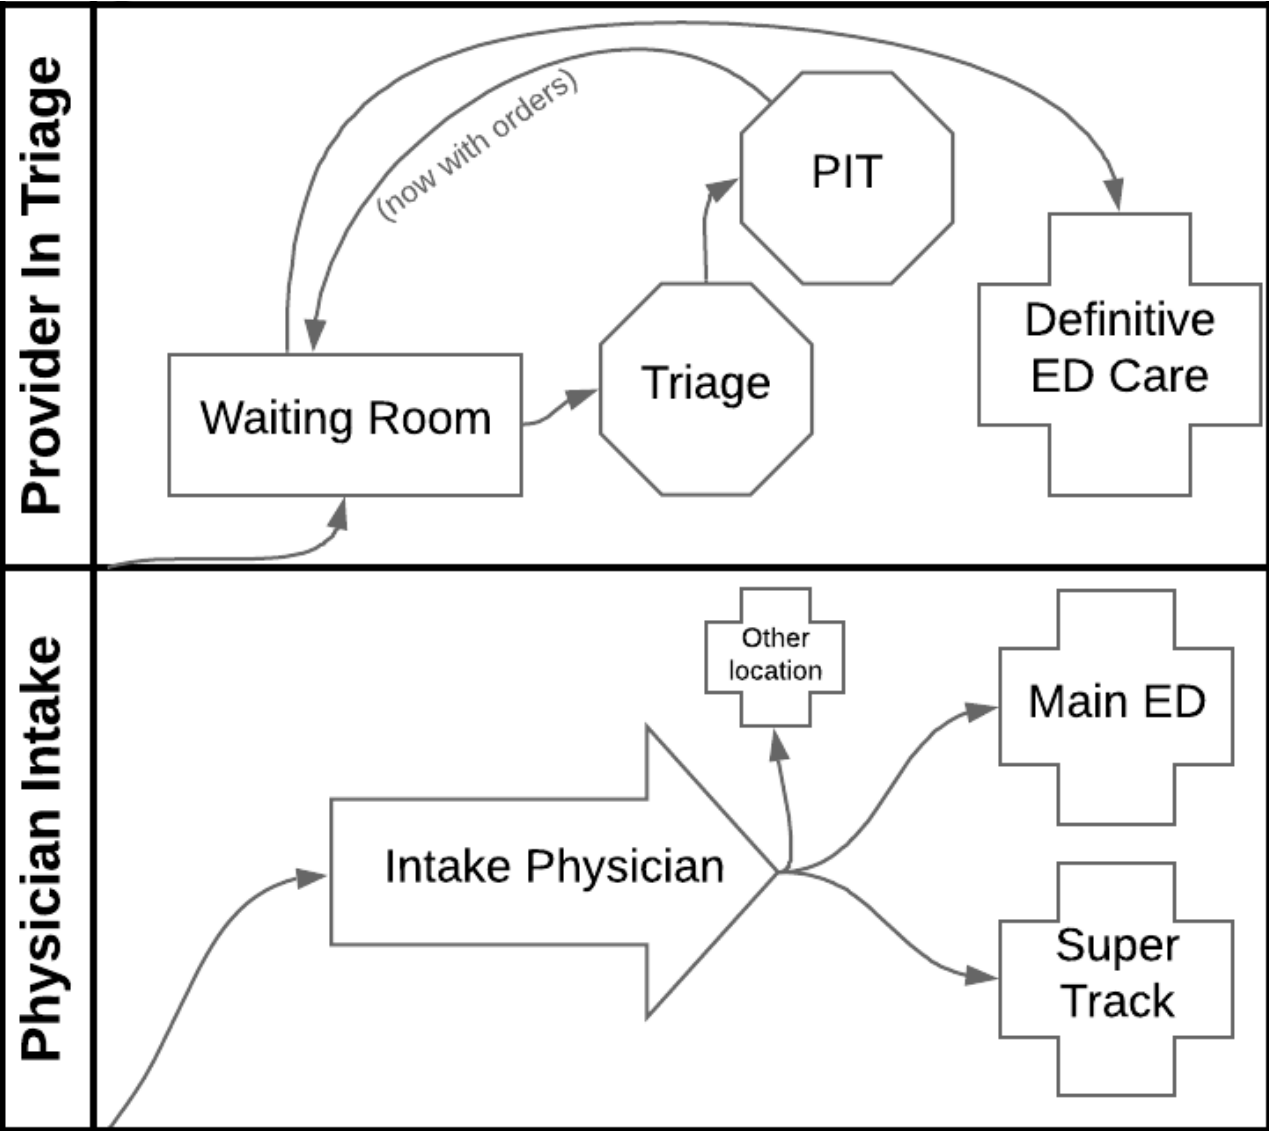 Provider In Triage
(now with orders)
PIT
Triage
Waiting Room
Definitive
ED Care
Physician Intake
Other
location
Main ED
Intake Physician
Super
Track